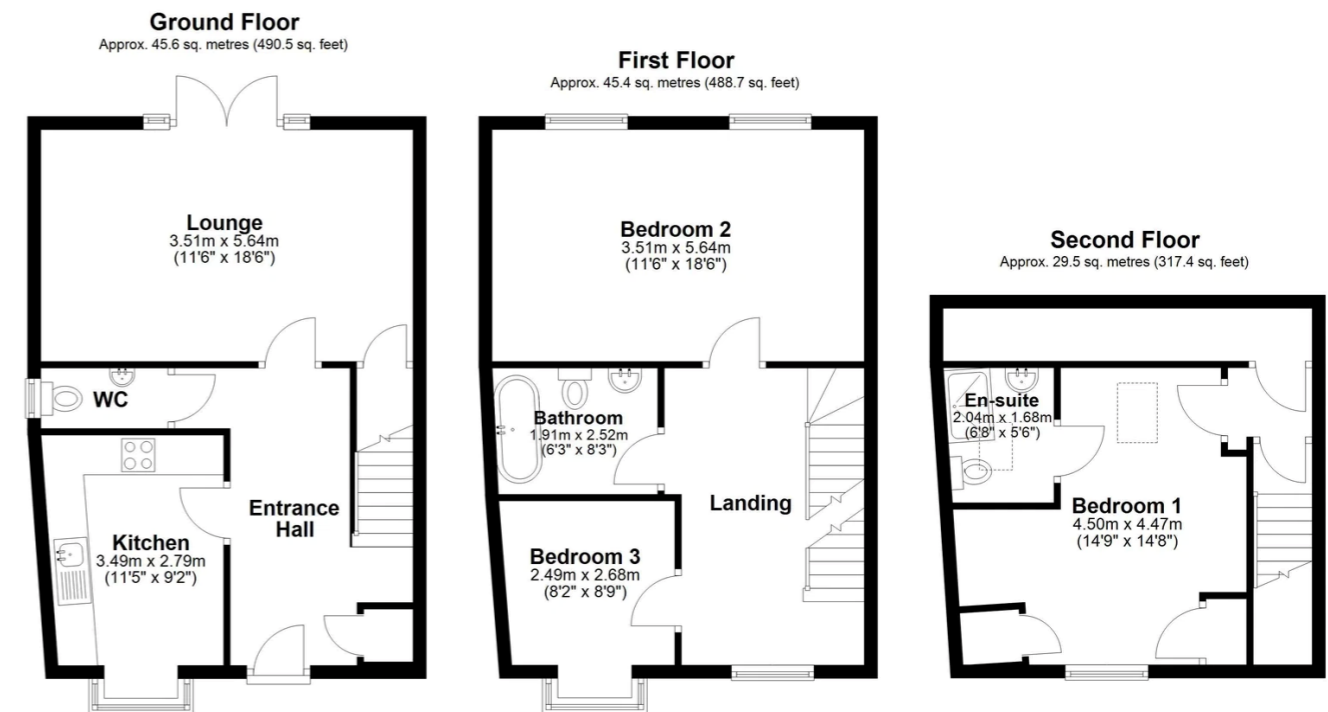 Ground Floor
Approx. 45.6 sq. metres (490.5 sq. feet)
Lounge
3.51m x 5.64m
(11'6" x 18'6")
WC
Kitchen
3.49m x 2.79m
(11'5" x 9'2")
Entrance
Hall
First Floor
Approx. 45.4 sq. metres (488.7 sq. feet)
Bedroom 2
3.51m x 5.64m
(11'6" x 18'6")
Bathroom
1.91m x 2.52m
(6'3" x 8'3")
Landing
Bedroom 3
2.49m x 2.68m
(8'2" x 8'9")
Second Floor
Approx. 29.5 sq. metres (317.4 sq. feet)
En-suite
2.04m x 1.68m
(6'8" x 5'6")
Bedroom 1
4.50m x 4.47m
(14'9" x 14'8")